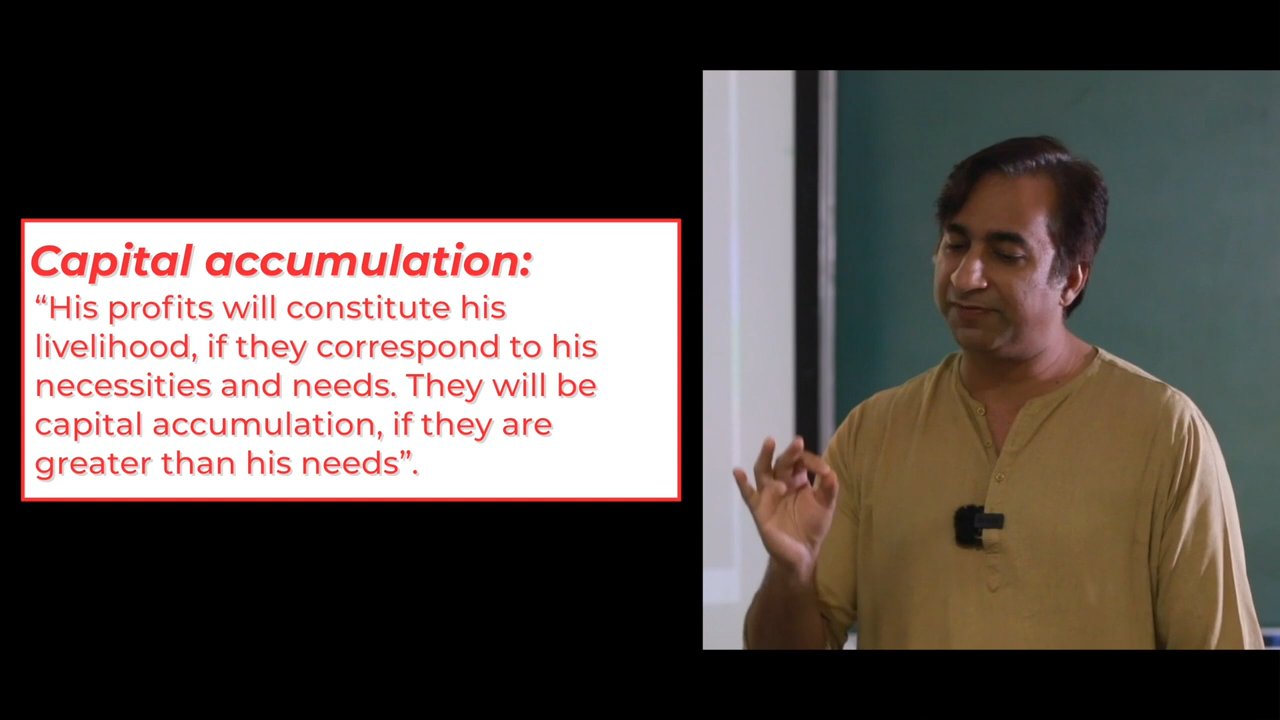 Capital accumulation:
“His profits will constitute his
livelihood, if they correspond to his
necessities and needs. They will be
capital accumulation, if they are
greater than his needs”.